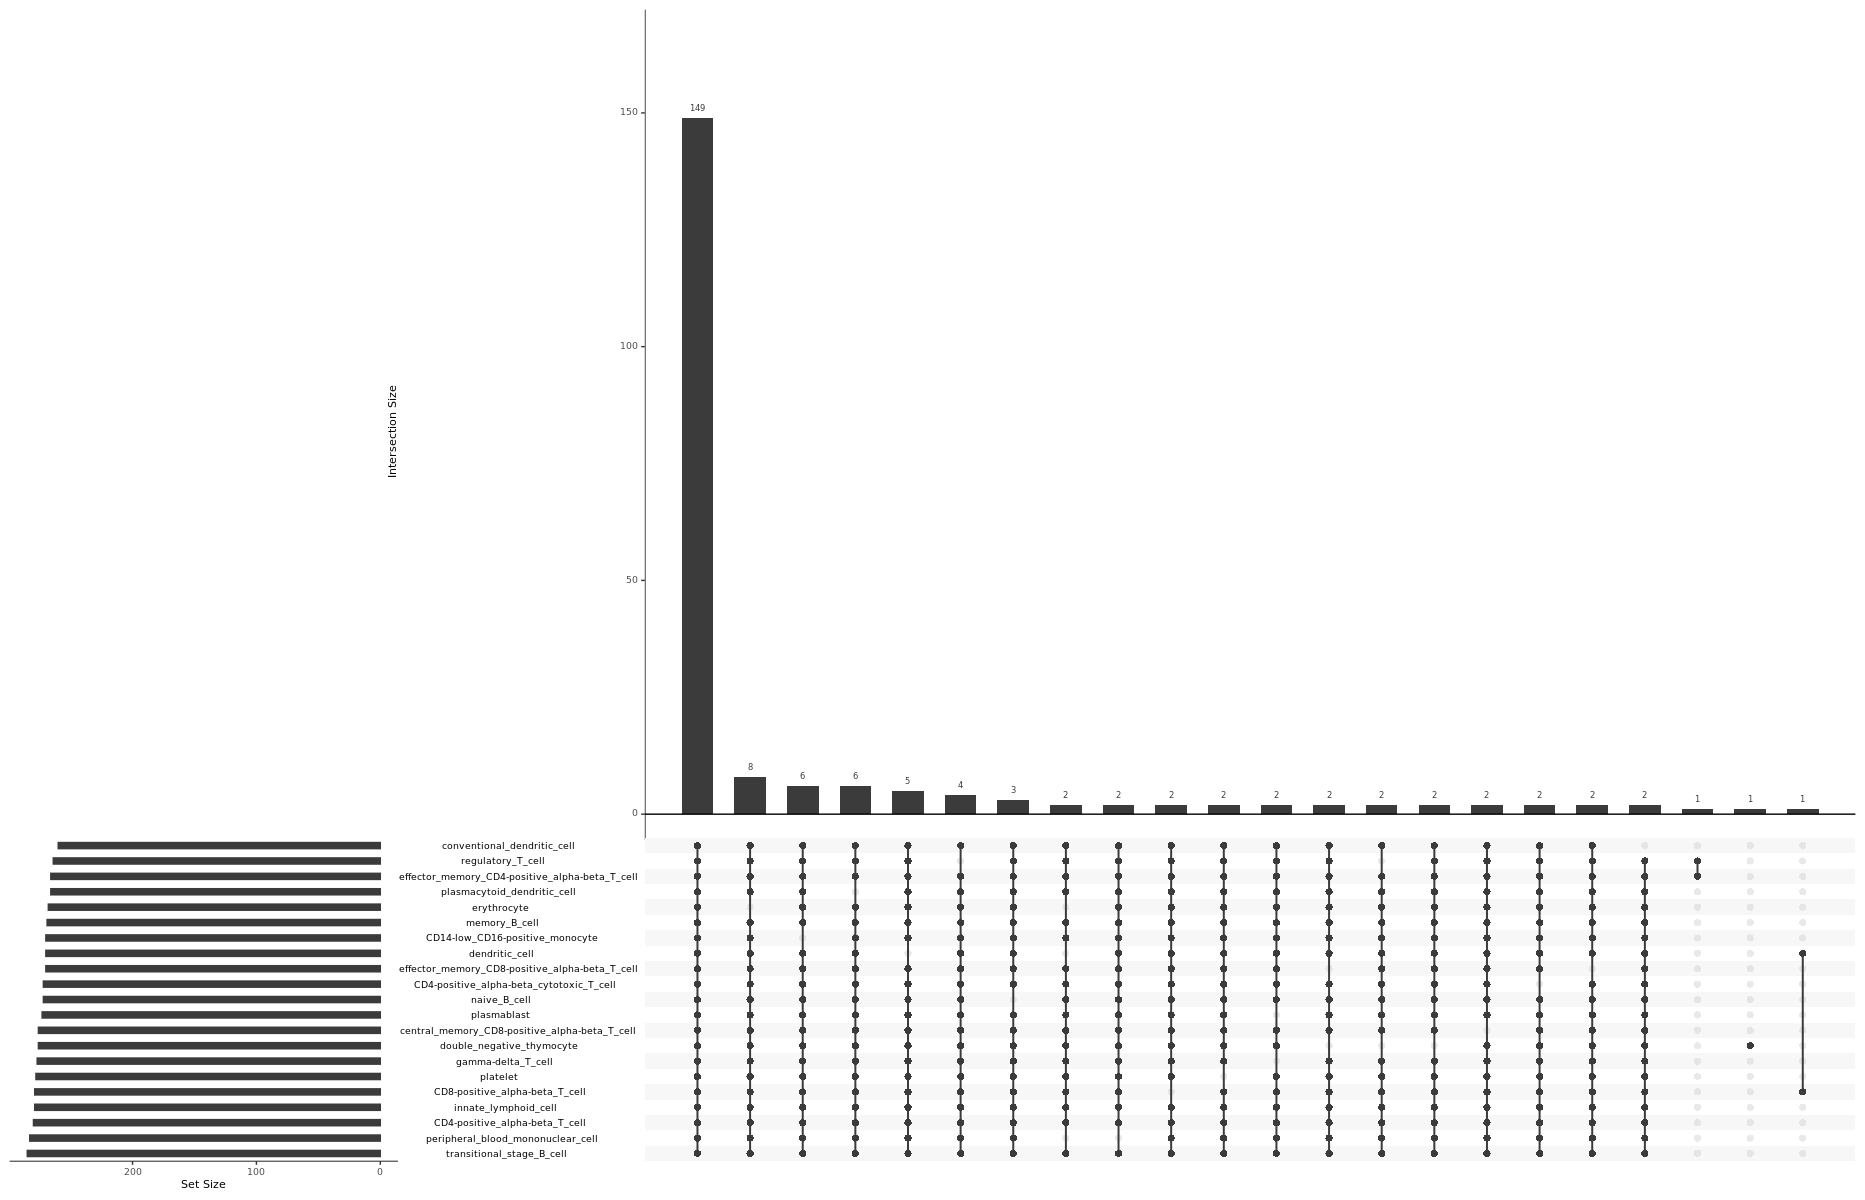 150
100
50
0
Intersection Size
149
8
6
6
5
4
3
2
2
2
2
2
2
2
2
2
2
2
2
1
1
1
conventional_dendritic_cell
regulatory_T_cell
effector_memory_CD4-positive_alpha-beta_T_cell
plasmacytoid_dendritic_cell
erythrocyte
memory_B_cell
CD14-low_CD16-positive_monocyte
dendritic_cell
effector_memory_CD8-positive_alpha-beta_T_cell
CD4-positive_alpha-beta_cytotoxic_T_cell
naive_B_cell
plasmablast
central_memory_CD8-positive_alpha-beta_T_cell
double_negative_thymocyte
gamma-delta_T_cell
platelet
CD8-positive_alpha-beta_T_cell
innate_lymphoid_cell
CD4-positive_alpha-beta_T_cell
peripheral_blood_mononuclear_cell
transitional_stage_B_cell
200 100 0
Set Size